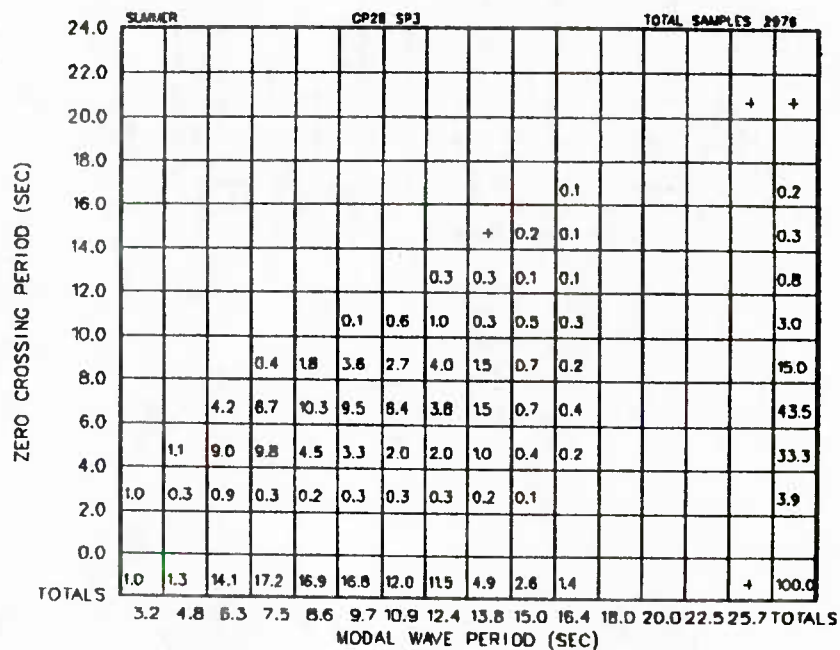 SUMMER CP28 SP3 TOTAL SAMPLES 2976
24.0
22.0
20.0 + +
18.0
16.0 0.1 0.2
14.0 + 0.2 0.1 0.3
12.0 0.3 0.3 0.1 0.1 0.8
10.0 0.1 0.6 1.0 0.3 0.5 0.3 3.0
8.0 0.4 1.8 3.6 2.7 4.0 1.5 0.7 0.2 15.0
6.0 4.2 6.7 10.3 9.5 6.4 3.8 1.5 0.7 0.4 43.5
4.0 1.1 9.0 9.8 4.5 3.3 2.0 2.0 1.0 0.4 0.2 33.3
2.0 1.0 0.3 0.9 0.3 0.2 0.3 0.3 0.3 0.2 0.1 3.9
0.0
TOTALS 1.0 1.3 14.1 17.2 16.9 16.8 12.0 11.5 4.9 2.6 1.4 + 100.0
3.2 4.8 6.3 7.5 8.6 9.7 10.9 12.4 13.8 15.0 16.4 18.0 20.0 22.5 25.7 TOTALS
MODAL WAVE PERIOD (SEC)
ZERO CROSSING PERIOD (SEC)